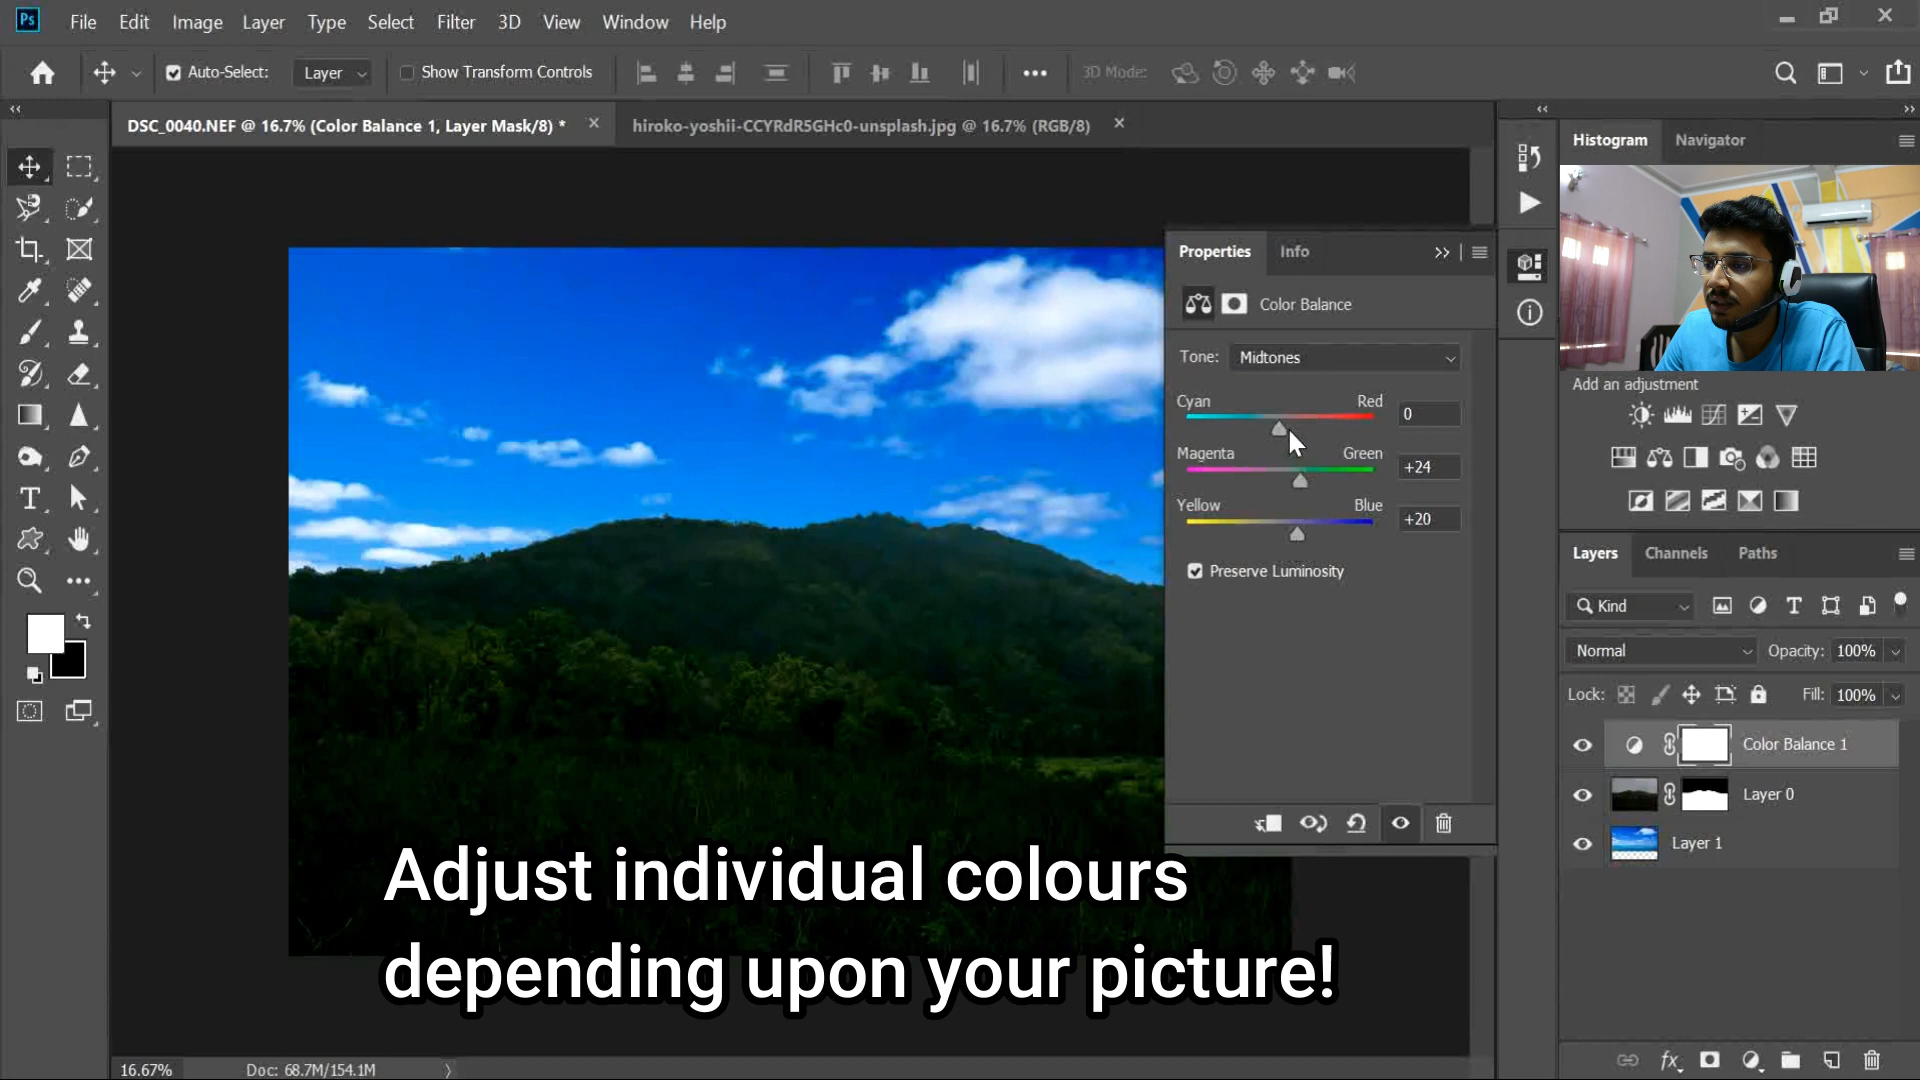 Ps File Edit Image Layer Type Select Filter 3D View Window Help
Auto-Select: Layer Show Transform Controls 3D Mode:
DSC_0040.NEF @ 16.7% (Color Balance 1, Layer Mask/8) * hiroko-yoshii-CCYRdR5GHc0-unsplash.jpg @ 16.7% (RGB/8)
Histogram Navigator
Properties Info
Color Balance
Tone: Midtones
Cyan Red 0
Magenta Green +24
Yellow Blue +20
Preserve Luminosity
Add an adjustment
Layers Channels Paths
Kind
Normal Opacity: 100%
Lock: Fill: 100%
Color Balance 1
Layer 0
Layer 1
fx
Adjust individual colours
depending upon your picture!
16.67% Doc: 68.7M/154.1M